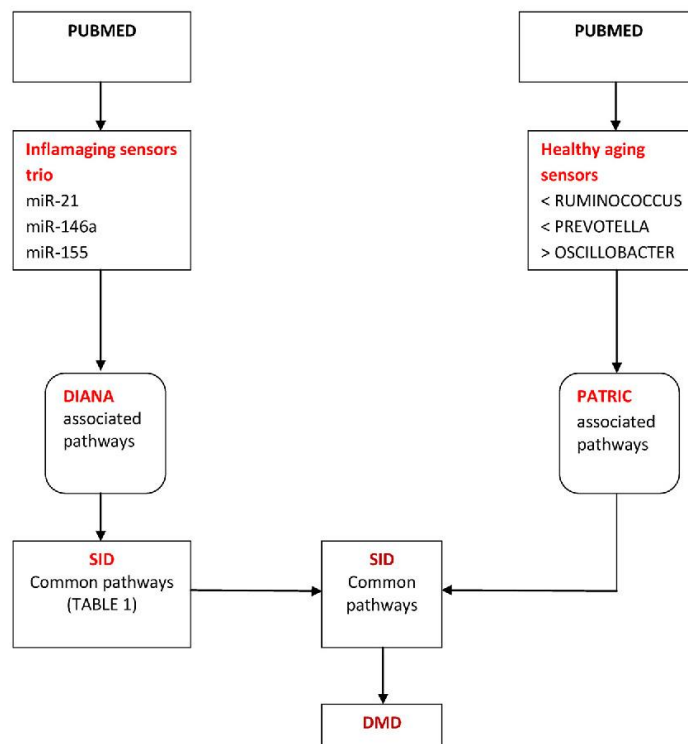 PUBMED
Inflamaging sensors
trio
miR-21
miR-146a
miR-155
DIANA
associated
pathways
SID
Common pathways
(TABLE 1)
PUBMED
Healthy aging
sensors
< RUMINOCOCCUS
< PREVOTELLA
> OSCILLOBACTER
PATRIC
associated
pathways
SID
Common
pathways
DMD